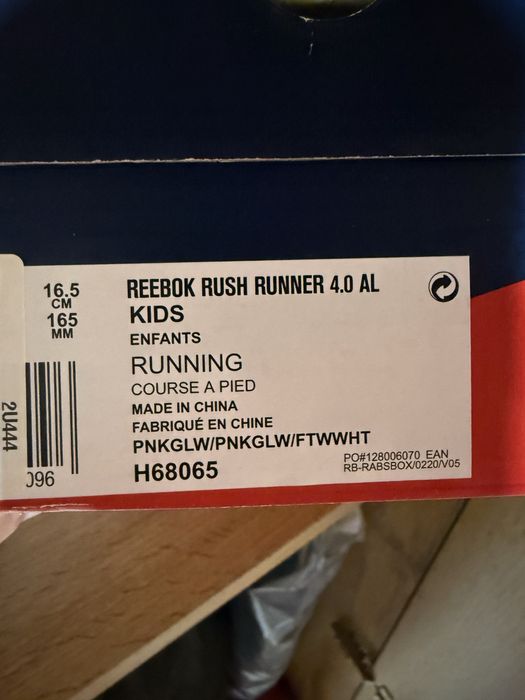 16.5
CM
165
MM
REEBOK RUSH RUNNER 4.0 AL
KIDS
ENFANTS
RUNNING
COURSE A PIED
MADE IN CHINA
FABRIQUÉ EN CHINE
PNKGLW/PNKGLW/FTWWHT
H68065
PO#128006070 EAN
RB-RABSBOX/0220/V05
2U444
096